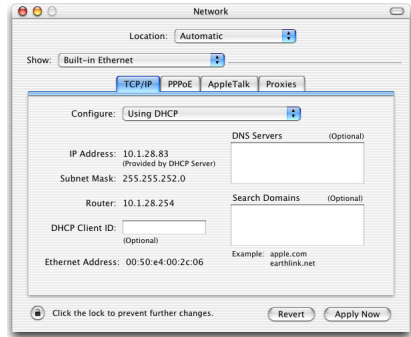 Network
Location: Automatic
Show: Built-in Ethernet
TCP/IP PPPoE AppleTalk Proxies
Configure: Using DHCP
DNS Servers (Optional)
IP Address: 10.1.28.83
(Provided by DHCP Server)
Subnet Mask: 255.255.252.0
Router: 10.1.28.254
Search Domains (Optional)
DHCP Client ID:
(Optional)
Example: apple.com
earthlink.net
Ethernet Address: 00:50:e4:00:2c:06
Click the lock to prevent further changes.
Revert Apply Now